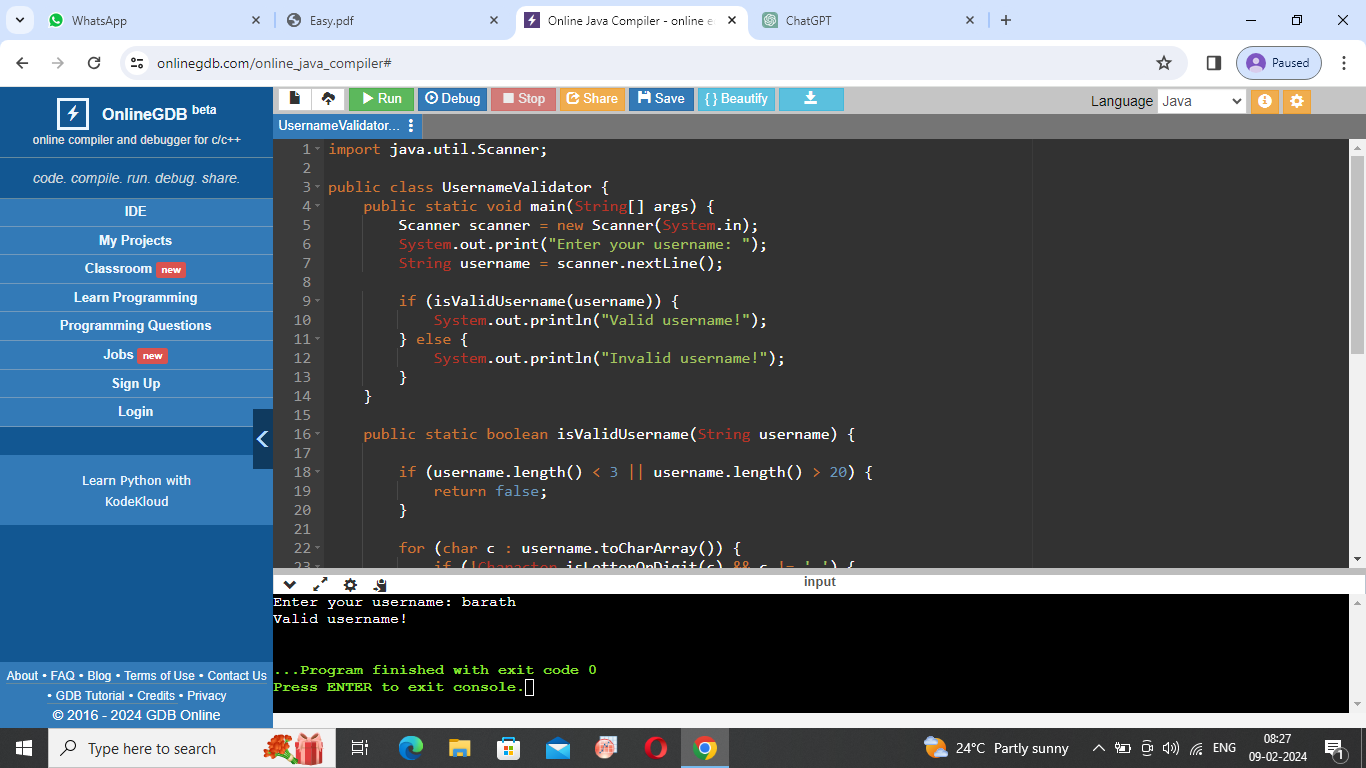 WhatsApp
Easy.pdf
Online Java Compiler - online e
ChatGPT
onlinegdb.com/online_java_compiler#
Paused
OnlineGDB beta
online compiler and debugger for c/c++
code. compile. run. debug. share.
IDE
My Projects
Classroom new
Learn Programming
Programming Questions
Jobs new
Sign Up
Login
Learn Python with
KodeKloud
About • FAQ • Blog • Terms of Use • Contact Us
• GDB Tutorial • Credits • Privacy
© 2016 - 2024 GDB Online
Run Debug Stop Share Save { } Beautify
Language Java
UsernameValidator...
1 import java.util.Scanner;
2
3 public class UsernameValidator {
4 public static void main(String[] args) {
5 Scanner scanner = new Scanner(System.in);
6 System.out.print("Enter your username: ");
7 String username = scanner.nextLine();
8
9 if (isValidUsername(username)) {
10 System.out.println("Valid username!");
11 } else {
12 System.out.println("Invalid username!");
13 }
14 }
15
16 public static boolean isValidUsername(String username) {
17
18 if (username.length() < 3 || username.length() > 20) {
19 return false;
20 }
21
22 for (char c : username.toCharArray()) {
23 if (!Character.isLetterOrDigit(c) && c != '_') {
input
Enter your username: barath
Valid username!
...Program finished with exit code 0
Press ENTER to exit console.
Type here to search
24°C Partly sunny
ENG
08:27
09-02-2024
1